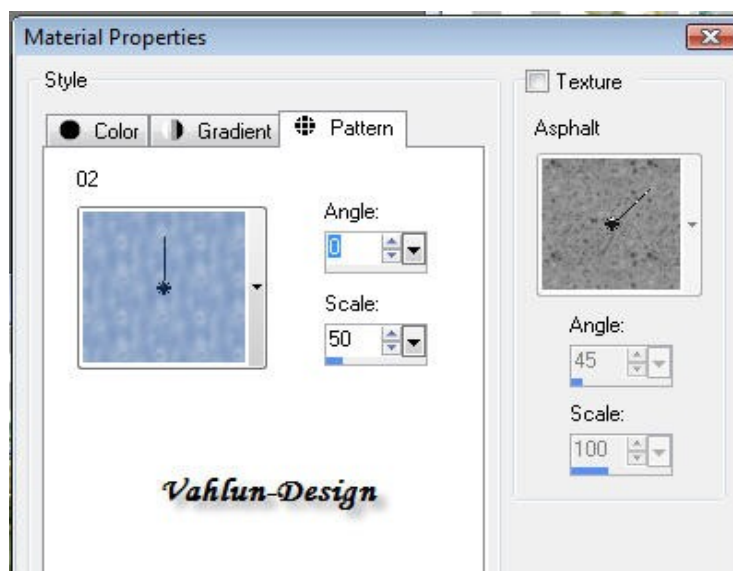 Material Properties
Style
Color
Gradient
Pattern
02
Angle:
0
Scale:
50
Vahlun-Design
Texture
Asphalt
Angle:
45
Scale:
100